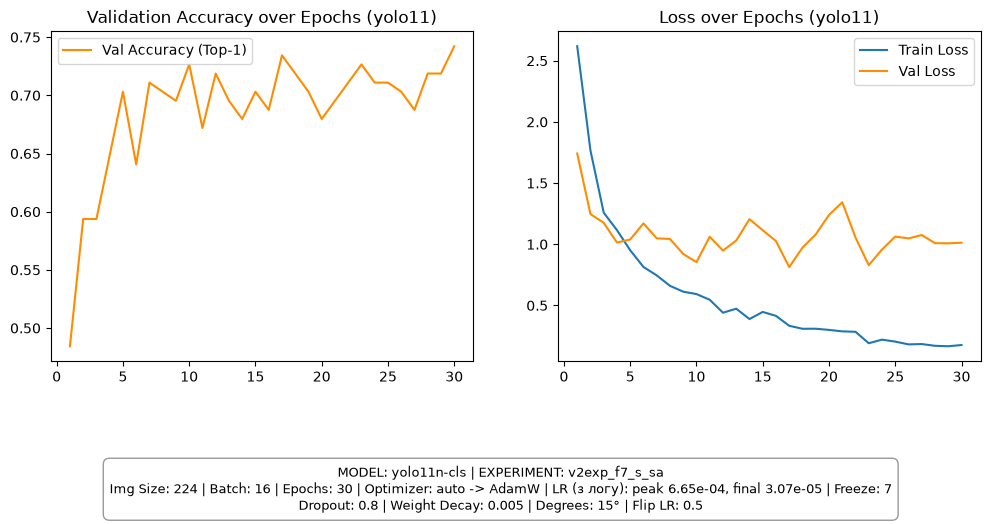 Validation Accuracy over Epochs (yolo11)
Val Accuracy (Top-1)
0.75
0.70
0.65
0.60
0.55
0.50
0 5 10 15 20 25 30
Loss over Epochs (yolo11)
Train Loss
Val Loss
2.5
2.0
1.5
1.0
0.5
0 5 10 15 20 25 30
MODEL: yolo11n-cls | EXPERIMENT: v2exp_f7_s_sa
Img Size: 224 | Batch: 16 | Epochs: 30 | Optimizer: auto -> AdamW | LR (з логу): peak 6.65e-04, final 3.07e-05 | Freeze: 7
Dropout: 0.8 | Weight Decay: 0.005 | Degrees: 15° | Flip LR: 0.5